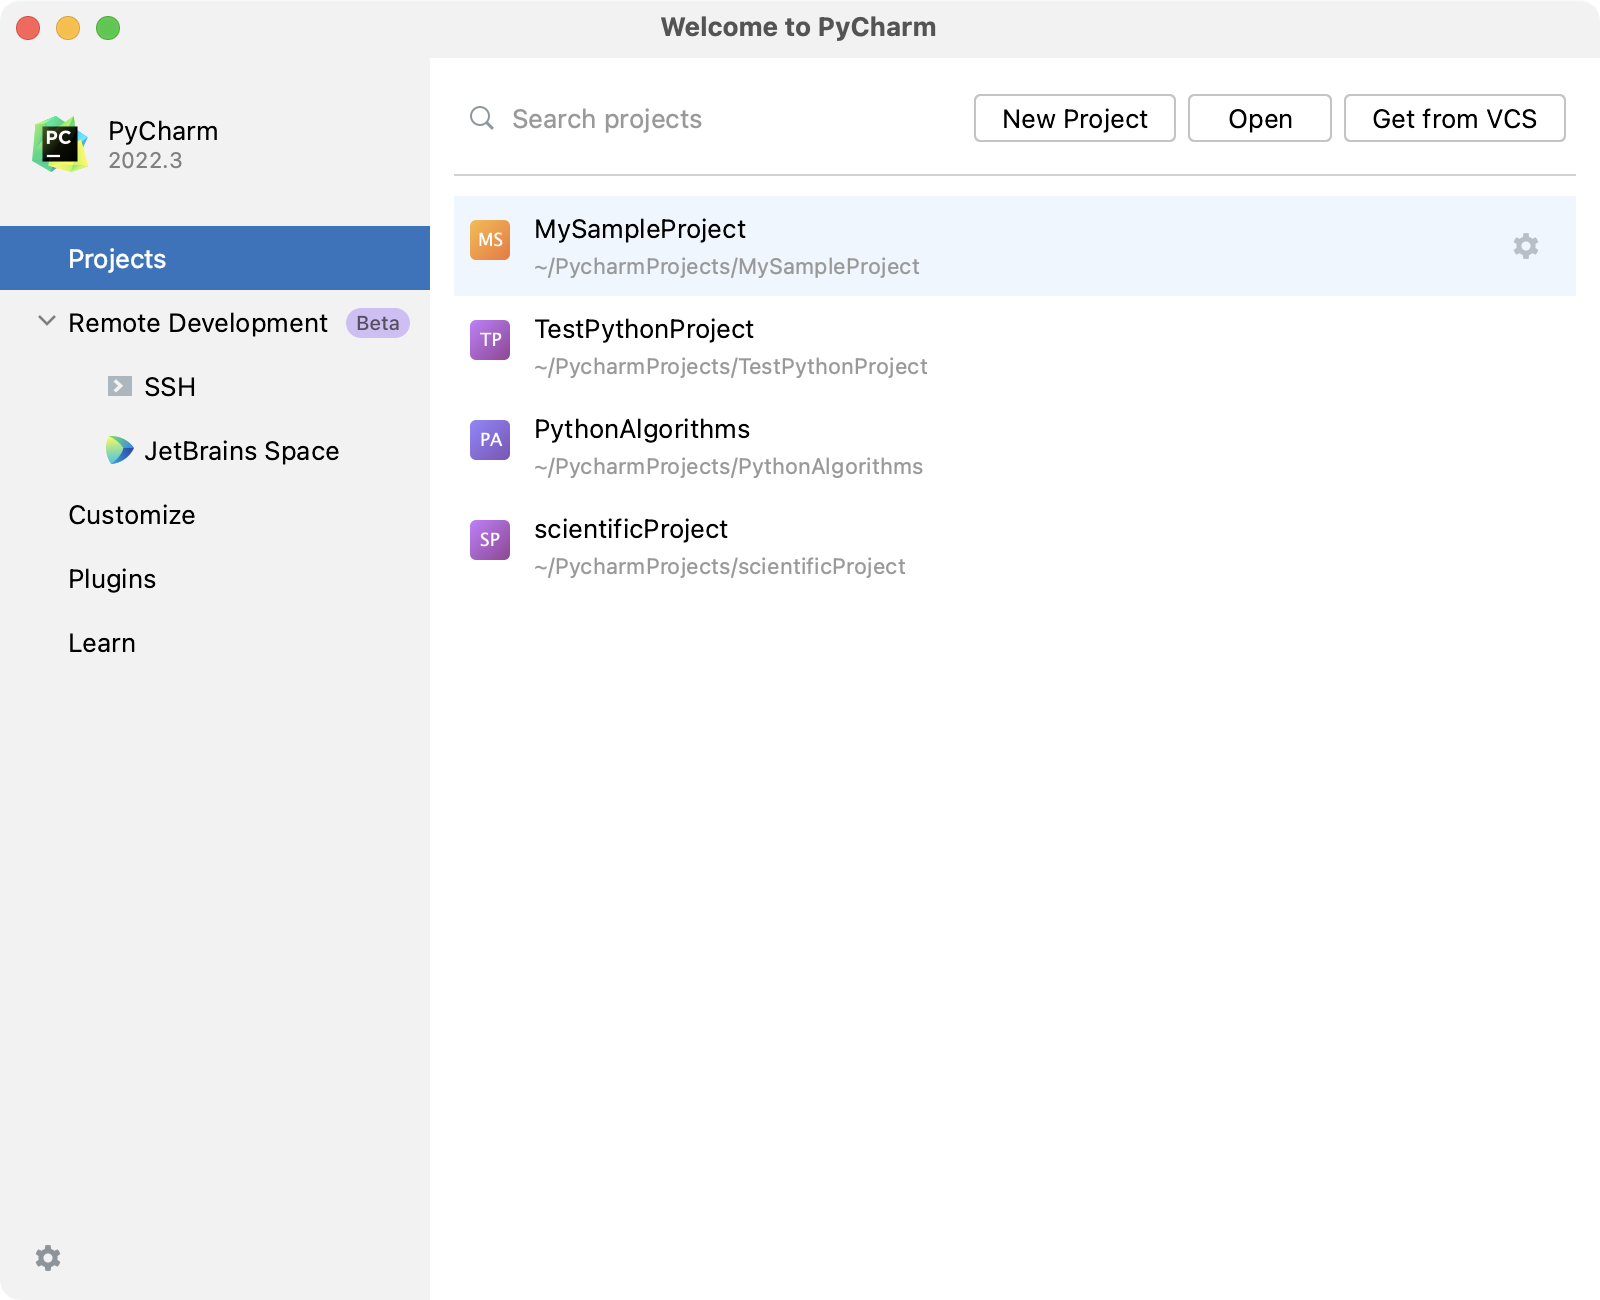 Welcome to PyCharm
PC
PyCharm
2022.3
Projects
Remote Development Beta
SSH
JetBrains Space
Customize
Plugins
Learn
Search projects
New Project
Open
Get from VCS
MS
MySampleProject
~/PycharmProjects/MySampleProject
TP
TestPythonProject
~/PycharmProjects/TestPythonProject
PA
PythonAlgorithms
~/PycharmProjects/PythonAlgorithms
SP
scientificProject
~/PycharmProjects/scientificProject